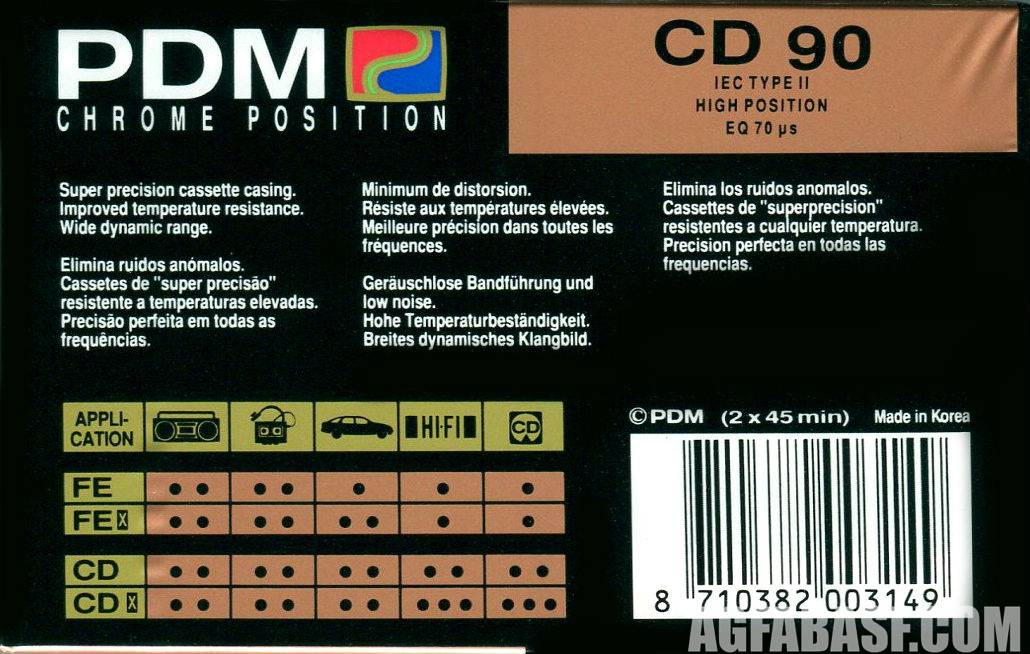 PDM
CHROME POSITION
CD 90
IEC TYPE II
HIGH POSITION
EQ 70 µs
Super precision cassette casing.
Improved temperature resistance.
Wide dynamic range.
Elimina ruidos anómalos.
Cassetes de "super precisão"
resistente a temperaturas elevadas.
Precisão perfeita em todas as
frequências.
Minimum de distorsion.
Résiste aux températures élevées.
Meilleure précision dans toutes les
fréquences.
Geräuschlose Bandführung und
low noise.
Hohe Temperaturbeständigkeit.
Breites dynamisches Klangbild.
Elimina los ruidos anomalos.
Cassettes de "superprecision"
resistentes a cualquier temperatura.
Precision perfecta en todas las
frequencias.
APPLI-
CATION
HI-FI
CD
FE
FE X
CD
CD X
© PDM (2 x 45 min) Made in Korea
8 710382 003149
AGFABASF.COM